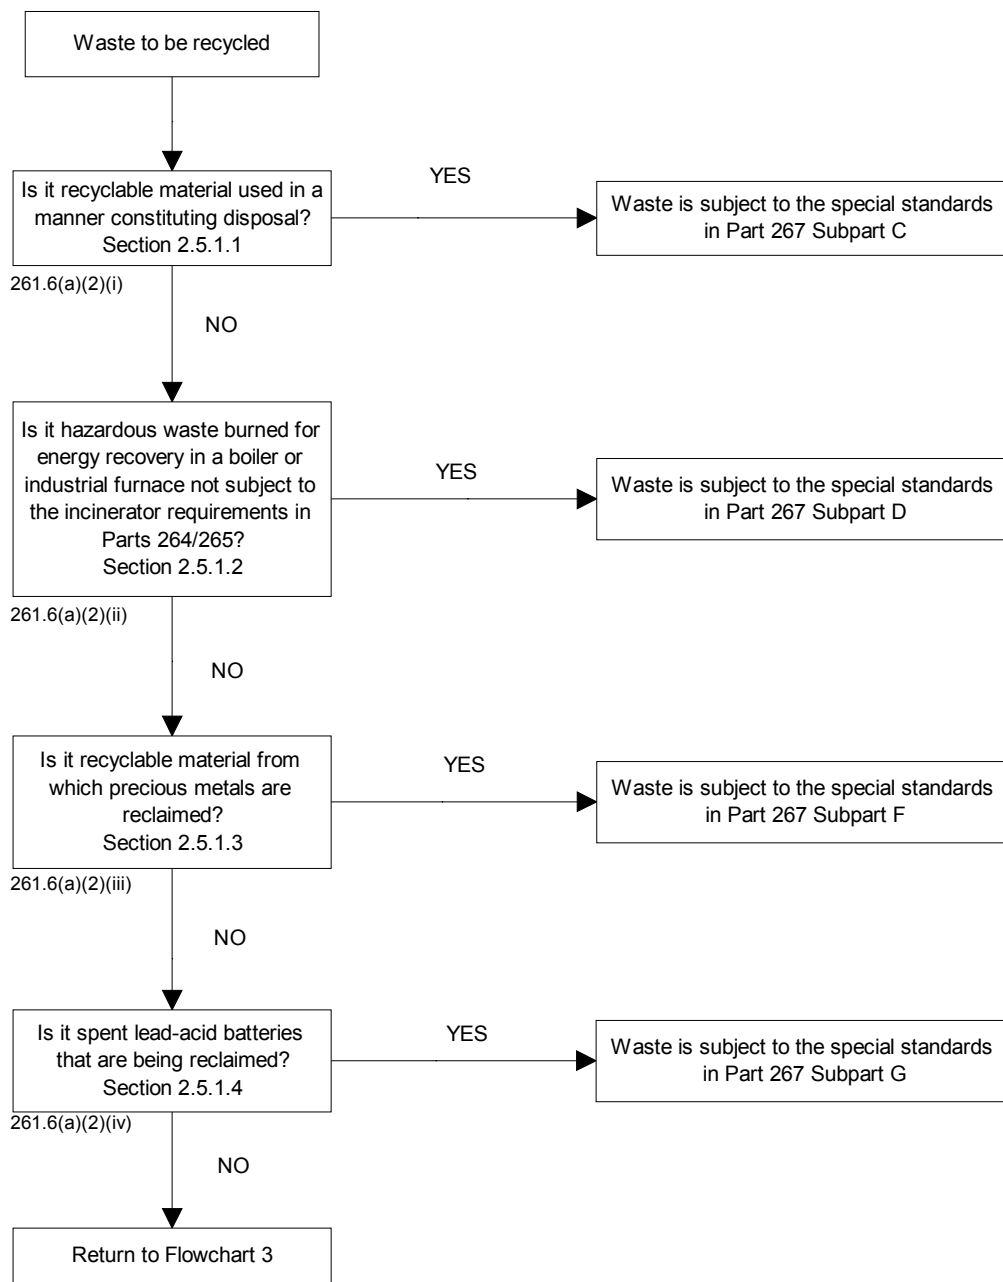 Waste to be recycled
Is it recyclable material used in a
manner constituting disposal?
Section 2.5.1.1
YES
Waste is subject to the special standards
in Part 267 Subpart C
261.6(a)(2)(i)
NO
Is it hazardous waste burned for
energy recovery in a boiler or
industrial furnace not subject to
the incinerator requirements in
Parts 264/265?
Section 2.5.1.2
YES
Waste is subject to the special standards
in Part 267 Subpart D
261.6(a)(2)(ii)
NO
Is it recyclable material from
which precious metals are
reclaimed?
Section 2.5.1.3
YES
Waste is subject to the special standards
in Part 267 Subpart F
261.6(a)(2)(iii)
NO
Is it spent lead-acid batteries
that are being reclaimed?
Section 2.5.1.4
YES
Waste is subject to the special standards
in Part 267 Subpart G
261.6(a)(2)(iv)
NO
Return to Flowchart 3